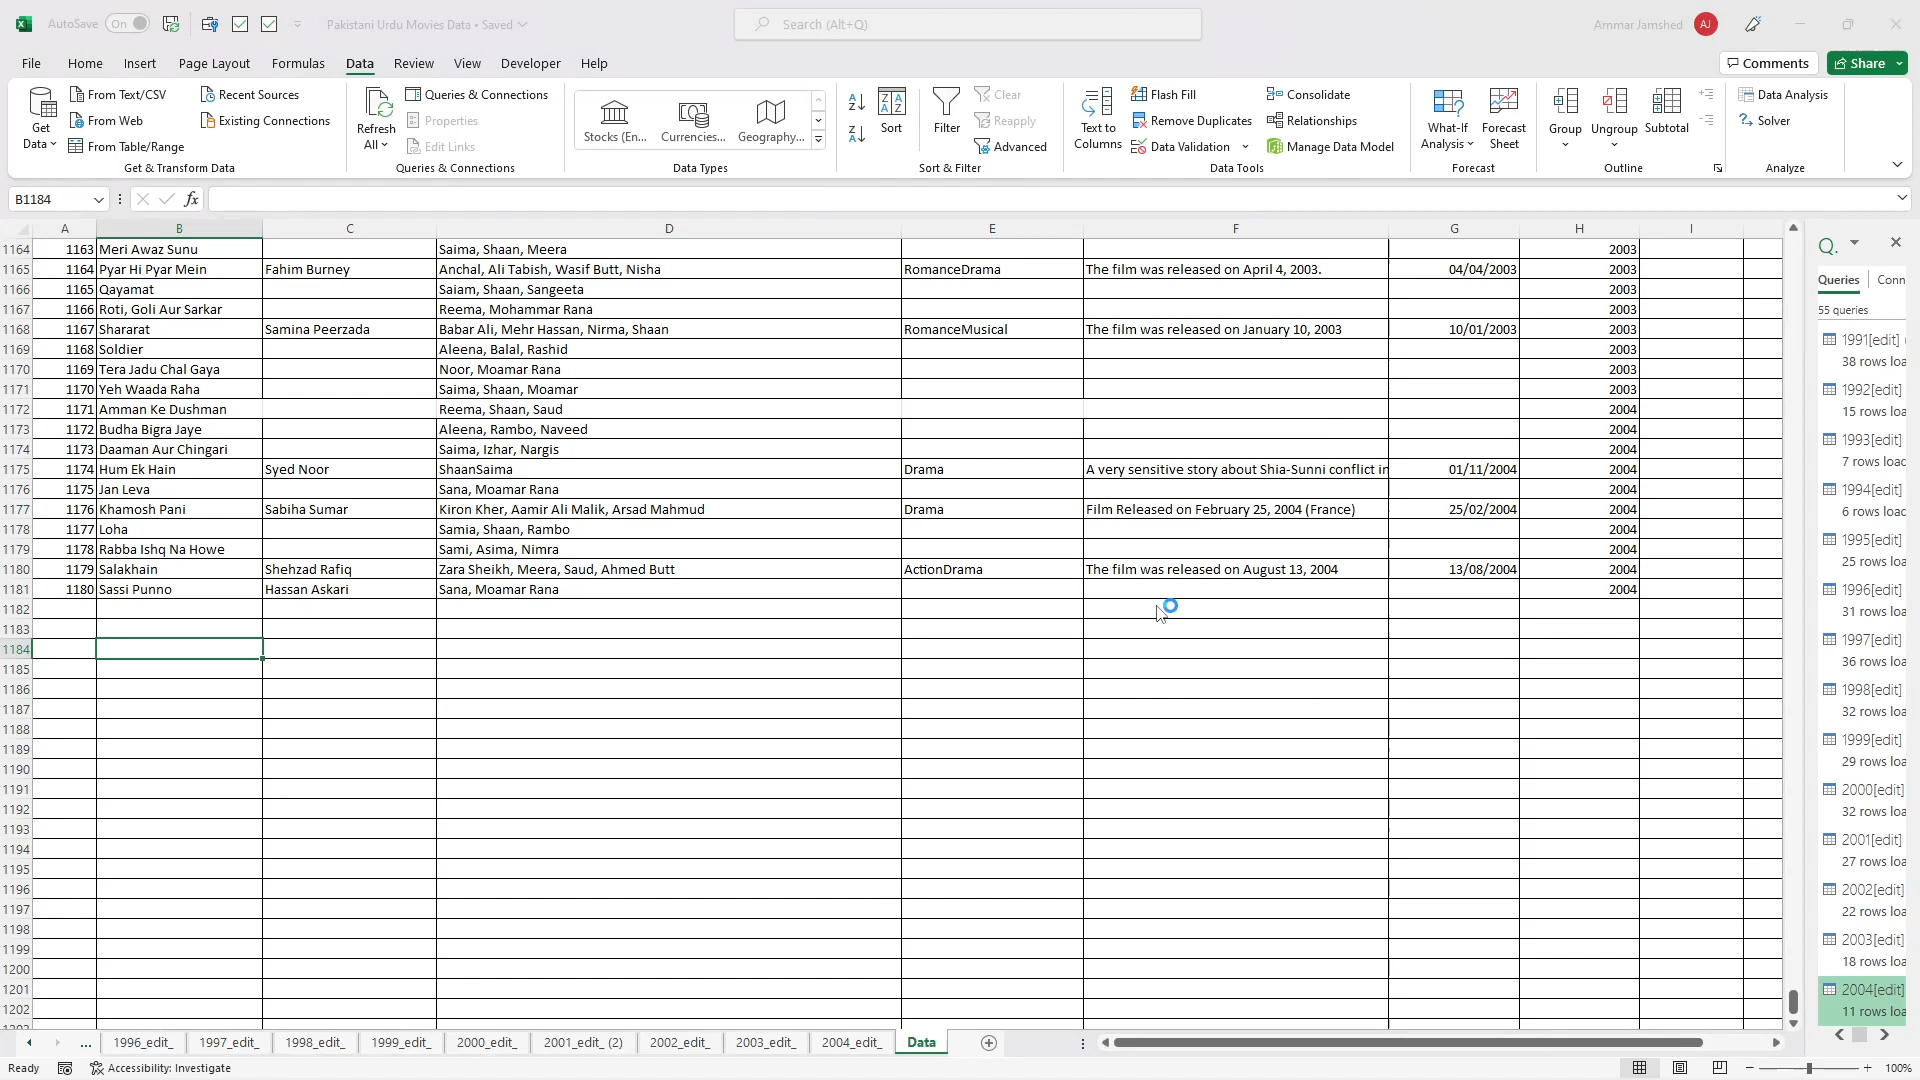 AutoSave On Pakistani Urdu Movies Data • Saved Search (Alt+Q) Ammar Jamshed AJ
File Home Insert Page Layout Formulas Data Review View Developer Help Comments Share
Get Data
From Text/CSV
From Web
From Table/Range
Recent Sources
Existing Connections
Get & Transform Data
Refresh All
Queries & Connections
Properties
Edit Links
Queries & Connections
Stocks (En... Currencies... Geography...
Data Types
Sort
Filter
Clear
Reapply
Advanced
Sort & Filter
Text to Columns
Flash Fill
Remove Duplicates
Data Validation
Consolidate
Relationships
Manage Data Model
Data Tools
What-If Analysis
Forecast Sheet
Forecast
Group
Ungroup
Subtotal
Outline
Data Analysis
Solver
Analyze
B1184 fx
A B C D E F G H I
1164 1163 Meri Awaz Sunu Saima, Shaan, Meera 2003
1165 1164 Pyar Hi Pyar Mein Fahim Burney Anchal, Ali Tabish, Wasif Butt, Nisha RomanceDrama The film was released on April 4, 2003. 04/04/2003 2003
1166 1165 Qayamat Saiam, Shaan, Sangeeta 2003
1167 1166 Roti, Goli Aur Sarkar Reema, Mohammar Rana 2003
1168 1167 Shararat Samina Peerzada Babar Ali, Mehr Hassan, Nirma, Shaan RomanceMusical The film was released on January 10, 2003 10/01/2003 2003
1169 1168 Soldier Aleena, Balal, Rashid 2003
1170 1169 Tera Jadu Chal Gaya Noor, Moamar Rana 2003
1171 1170 Yeh Waada Raha Saima, Shaan, Moamar 2003
1172 1171 Amman Ke Dushman Reema, Shaan, Saud 2004
1173 1172 Budha Bigra Jaye Aleena, Rambo, Naveed 2004
1174 1173 Daaman Aur Chingari Saima, Izhar, Nargis 2004
1175 1174 Hum Ek Hain Syed Noor ShaanSaima Drama A very sensitive story about Shia-Sunni conflict in 01/11/2004 2004
1176 1175 Jan Leva Sana, Moamar Rana 2004
1177 1176 Khamosh Pani Sabiha Sumar Kiron Kher, Aamir Ali Malik, Arsad Mahmud Drama Film Released on February 25, 2004 (France) 25/02/2004 2004
1178 1177 Loha Samia, Shaan, Rambo 2004
1179 1178 Rabba Ishq Na Howe Sami, Asima, Nimra 2004
1180 1179 Salakhain Shehzad Rafiq Zara Sheikh, Meera, Saud, Ahmed Butt ActionDrama The film was released on August 13, 2004 13/08/2004 2004
1181 1180 Sassi Punno Hassan Askari Sana, Moamar Rana 2004
1182
1183
1184
1185
1186
1187
1188
1189
1190
1191
1192
1193
1194
1195
1196
1197
1198
1199
1200
1201
1202
Q.
Queries Conn
55 queries
1991[edit]
38 rows loa
1992[edit]
15 rows loa
1993[edit]
7 rows loac
1994[edit]
6 rows loac
1995[edit]
25 rows loa
1996[edit]
31 rows loa
1997[edit]
36 rows loa
1998[edit]
32 rows loa
1999[edit]
29 rows loa
2000[edit]
32 rows loa
2001[edit]
27 rows loa
2002[edit]
22 rows loa
2003[edit]
18 rows loa
2004[edit]
11 rows loa
... 1996_edit_ 1997_edit_ 1998_edit_ 1999_edit_ 2000_edit_ 2001_edit_ (2) 2002_edit_ 2003_edit_ 2004_edit_ Data
Ready Accessibility: Investigate 100%